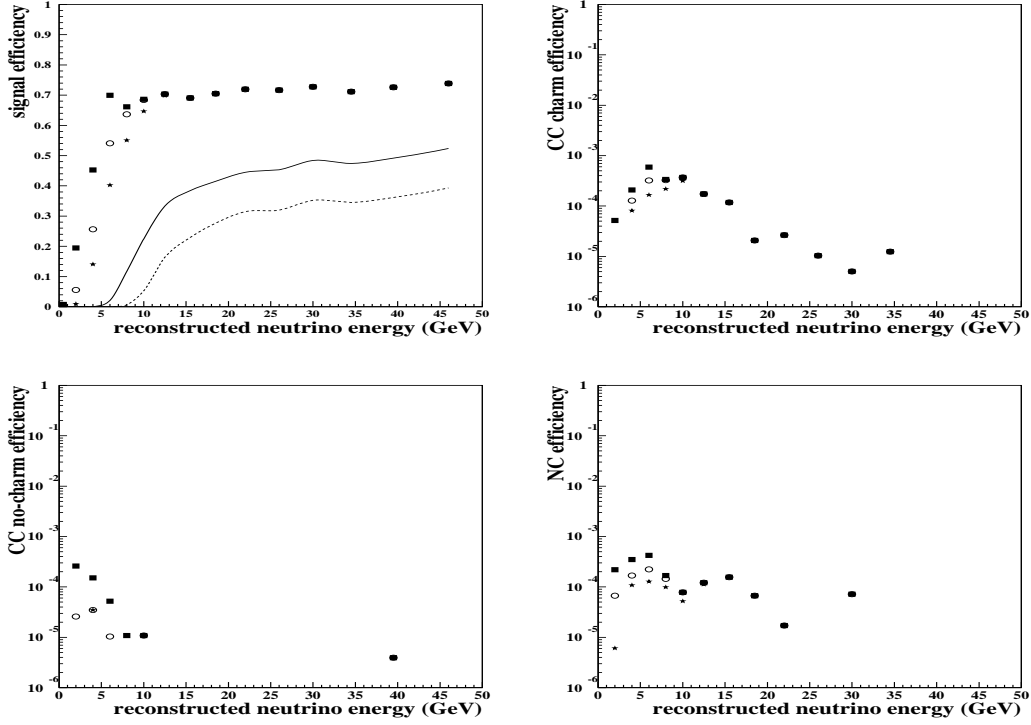 signal efficiency
1
0.9
0.8
0.7
0.6
0.5
0.4
0.3
0.2
0.1
0
0 5 10 15 20 25 30 35 40 45 50
reconstructed neutrino energy (GeV)
CC charm efficiency
1
10 -1
10 -2
10 -3
10 -4
10 -5
10 -6
0 5 10 15 20 25 30 35 40 45 50
reconstructed neutrino energy (GeV)
CC no-charm efficiency
1
10 -1
10 -2
10 -3
10 -4
10 -5
10 -6
0 5 10 15 20 25 30 35 40 45 50
reconstructed neutrino energy (GeV)
NC efficiency
1
10 -1
10 -2
10 -3
10 -4
10 -5
10 -6
0 5 10 15 20 25 30 35 40 45 50
reconstructed neutrino energy (GeV)